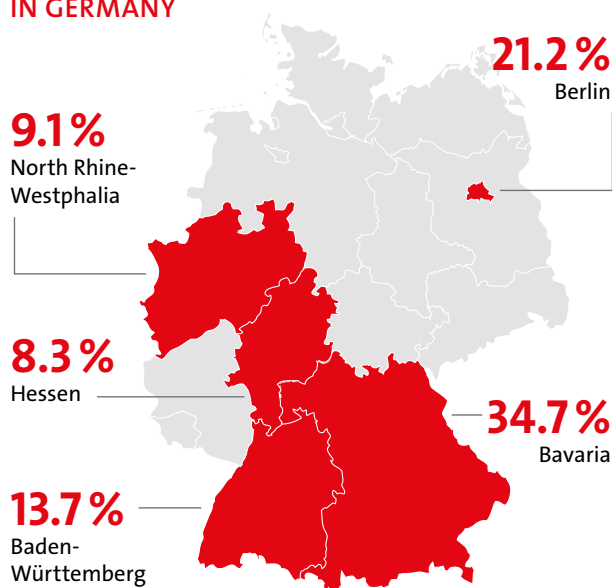 IN GERMANY
21.2 %
Berlin
9.1 %
North Rhine-
Westphalia
8.3 %
Hessen
34.7 %
Bavaria
13.7 %
Baden-
Württemberg